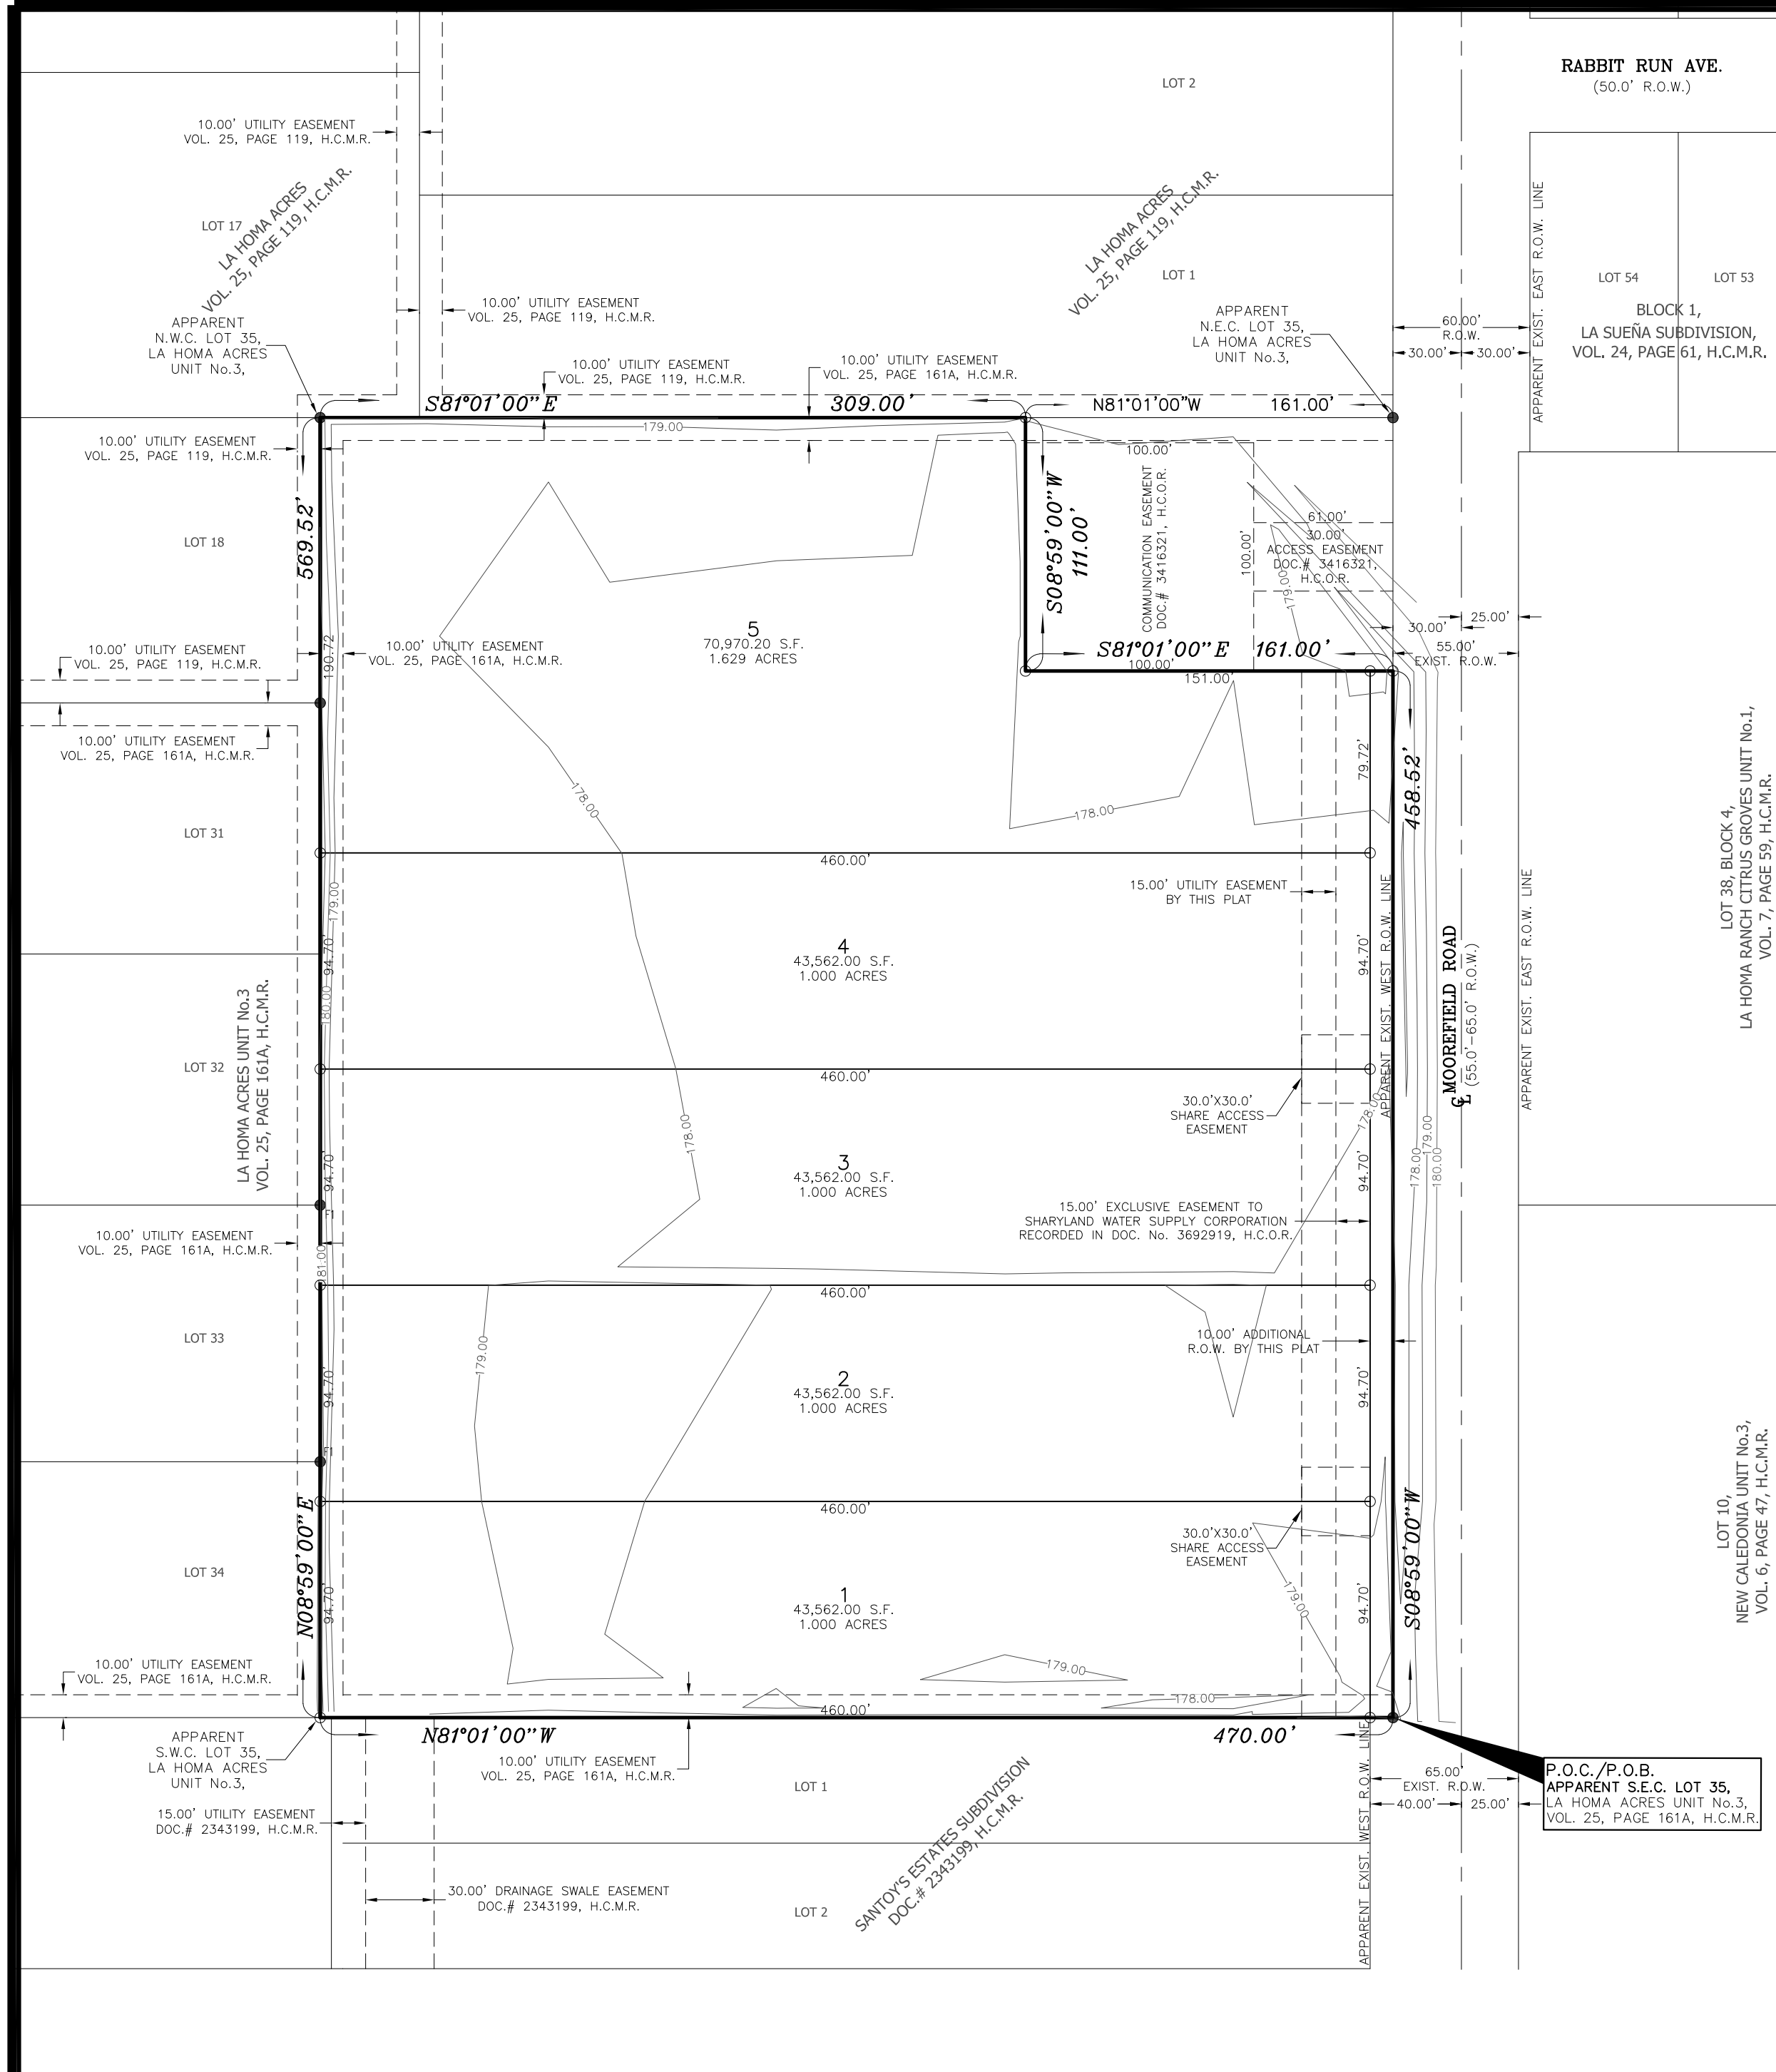 RABBIT RUN AVE.
(50.0' R.O.W.)
LOT 2
10.00' UTILITY EASEMENT
VOL. 25, PAGE 119, H.C.M.R.
LOT 17
LA HOMA ACRES
VOL. 25, PAGE 119, H.C.M.R.
LA HOMA ACRES
VOL. 25, PAGE 119, H.C.M.R.
LOT 1
APPARENT EXIST. EAST R.O.W. LINE
LOT 54
LOT 53
BLOCK 1,
LA SUEÑA SUBDIVISION,
VOL. 24, PAGE 61, H.C.M.R.
10.00' UTILITY EASEMENT
VOL. 25, PAGE 119, H.C.M.R.
APPARENT
N.W.C. LOT 35,
LA HOMA ACRES
UNIT No.3,
APPARENT
N.E.C. LOT 35,
LA HOMA ACRES
UNIT No.3,
60.00'
R.O.W.
30.00'
30.00'
10.00' UTILITY EASEMENT
VOL. 25, PAGE 119, H.C.M.R.
10.00' UTILITY EASEMENT
VOL. 25, PAGE 161A, H.C.M.R.
S81°01'00"E
309.00'
N81°01'00"W
161.00'
179.00
10.00' UTILITY EASEMENT
VOL. 25, PAGE 119, H.C.M.R.
569.52'
LOT 18
100.00'
S08°59'00"W
111.00'
COMMUNICATION EASEMENT
DOC.# 3416321, H.C.O.R.
100.00'
61.00'
30.00'
ACCESS EASEMENT
DOC.# 3416321,
H.C.O.R.
179.00
25.00'
30.00'
55.00'
EXIST. R.O.W.
5
70,970.20 S.F.
1.629 ACRES
10.00' UTILITY EASEMENT
VOL. 25, PAGE 119, H.C.M.R.
190.72
10.00' UTILITY EASEMENT
VOL. 25, PAGE 161A, H.C.M.R.
S81°01'00"E
161.00'
100.00'
151.00'
10.00' UTILITY EASEMENT
VOL. 25, PAGE 161A, H.C.M.R.
79.72'
458.52'
178.00
178.00
LOT 31
460.00'
LOT 38, BLOCK 4,
LA HOMA RANCH CITRUS GROVES UNIT No.1,
VOL. 7, PAGE 59, H.C.M.R.
15.00' UTILITY EASEMENT
BY THIS PLAT
179.00
94.70'
180.00
4
43,562.00 S.F.
1.000 ACRES
94.70'
APPARENT EXIST. WEST R.O.W. LINE
MOOREFIELD ROAD
(55.0'-65.0' R.O.W.)
℄
APPARENT EXIST. EAST R.O.W. LINE
LA HOMA ACRES UNIT No.3
VOL. 25, PAGE 161A, H.C.M.R.
LOT 32
460.00'
30.0'X30.0'
SHARE ACCESS
EASEMENT
178.00
178.00
178.00
179.00
180.00
94.70'
3
43,562.00 S.F.
1.000 ACRES
94.70'
15.00' EXCLUSIVE EASEMENT TO
SHARYLAND WATER SUPPLY CORPORATION
RECORDED IN DOC. No. 3692919, H.C.O.R.
10.00' UTILITY EASEMENT
VOL. 25, PAGE 161A, H.C.M.R.
181.00
460.00'
LOT 33
179.00
10.00' ADDITIONAL
R.O.W. BY THIS PLAT
94.70'
2
43,562.00 S.F.
1.000 ACRES
94.70'
460.00'
LOT 10,
NEW CALEDONIA UNIT No.3,
VOL. 6, PAGE 47, H.C.M.R.
30.0'X30.0'
SHARE ACCESS
EASEMENT
N08°59'00"E
S08°59'00"W
LOT 34
94.70'
1
43,562.00 S.F.
1.000 ACRES
179.00
94.70'
10.00' UTILITY EASEMENT
VOL. 25, PAGE 161A, H.C.M.R.
179.00
178.00
460.00'
N81°01'00"W
470.00'
APPARENT
S.W.C. LOT 35,
LA HOMA ACRES
UNIT No.3,
10.00' UTILITY EASEMENT
VOL. 25, PAGE 161A, H.C.M.R.
LOT 1
65.00'
EXIST. R.O.W.
40.00'
25.00'
P.O.C./P.O.B.
APPARENT S.E.C. LOT 35,
LA HOMA ACRES UNIT No.3,
VOL. 25, PAGE 161A, H.C.M.R.
15.00' UTILITY EASEMENT
DOC.# 2343199, H.C.M.R.
SANTOY'S ESTATES SUBDIVISION
DOC.# 2343199, H.C.M.R.
APPARENT EXIST. WEST R.O.W. LINE
30.00' DRAINAGE SWALE EASEMENT
DOC.# 2343199, H.C.M.R.
LOT 2